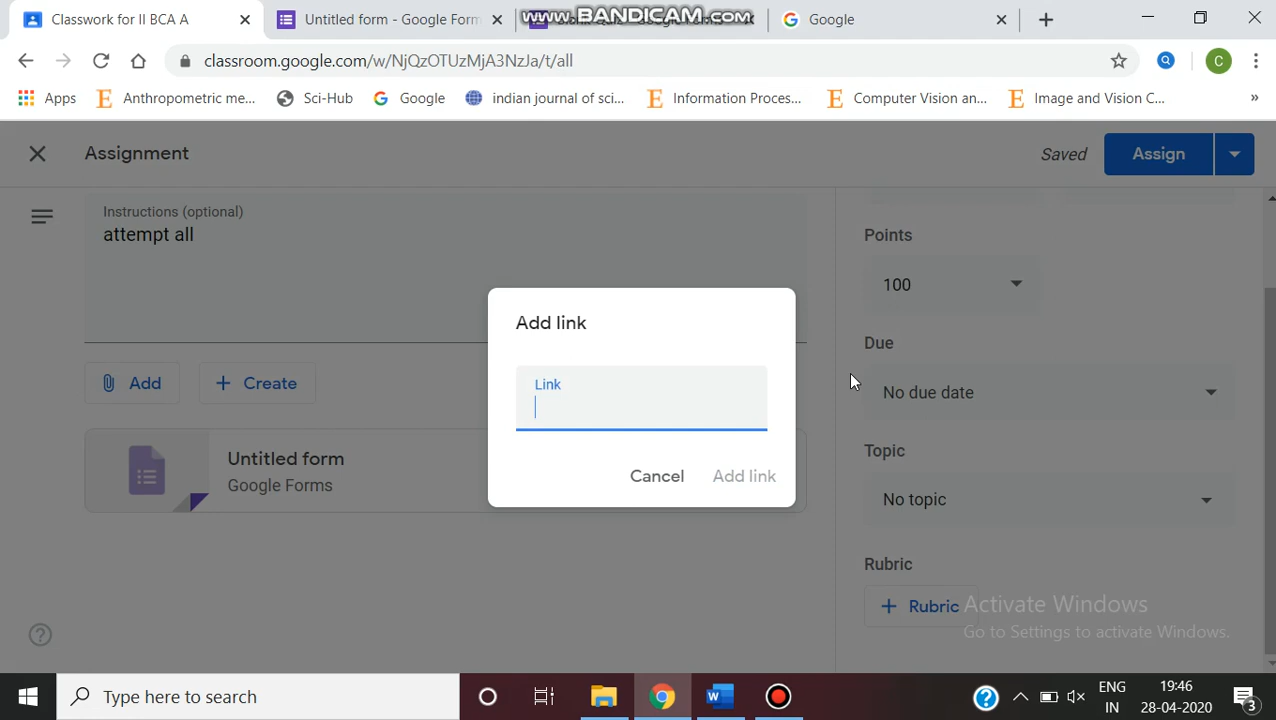 Classwork for II BCA A
Untitled form - Google Form
Google
www.BANDICAM.com
classroom.google.com/w/NjQzOTUzMjA3NzJa/t/all
C
Apps
Anthropometric me...
Sci-Hub
Google
indian journal of sci...
Information Proces...
Computer Vision an...
Image and Vision C...
»
Assignment
Saved
Assign
Instructions (optional)
attempt all
Points
100
Add link
Due
Link
Add
Create
No due date
Topic
Untitled form
Google Forms
Cancel
Add link
No topic
Rubric
Rubric
Activate Windows
Go to Settings to activate Windows.
Type here to search
ENG
IN
19:46
28-04-2020
3